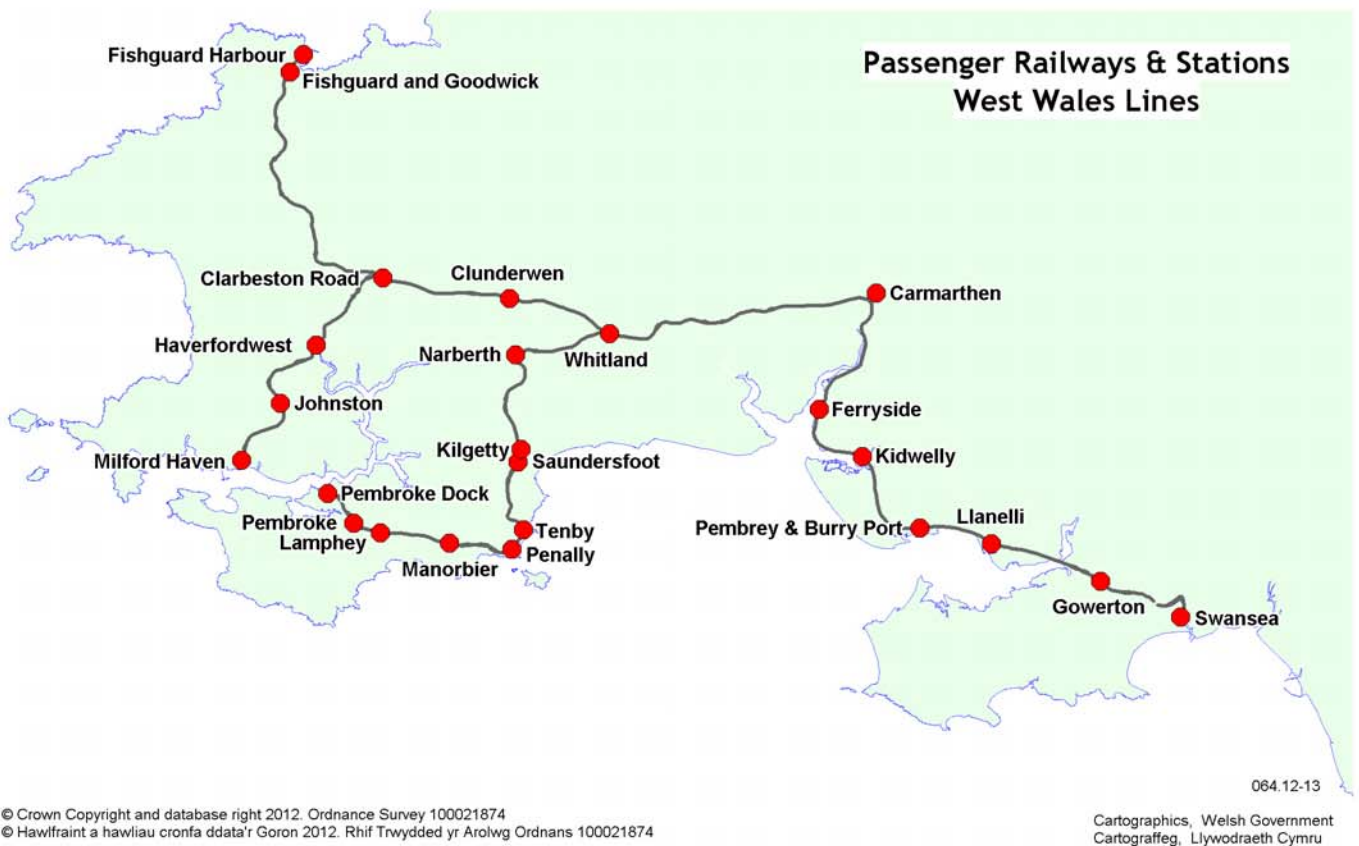 Passenger Railways & Stations
West Wales Lines
Fishguard Harbour
Fishguard and Goodwick
Clarbeston Road
Clunderwen
Carmarthen
Haverfordwest
Narberth
Whitland
Johnston
Ferryside
Kilgetty
Saundersfoot
Kidwelly
Milford Haven
Pembroke Dock
Pembroke
Lamphey
Tenby
Penally
Manorbier
Pembrey & Burry Port
Llanelli
Gowerton
Swansea
064.12-13
© Crown Copyright and database right 2012. Ordnance Survey 100021874
© Hawlfraint a hawliau cronfa ddata'r Goron 2012. Rhif Trwydded yr Arolwg Ordnans 100021874
Cartographics, Welsh Government
Cartograffeg, Llywodraeth Cymru